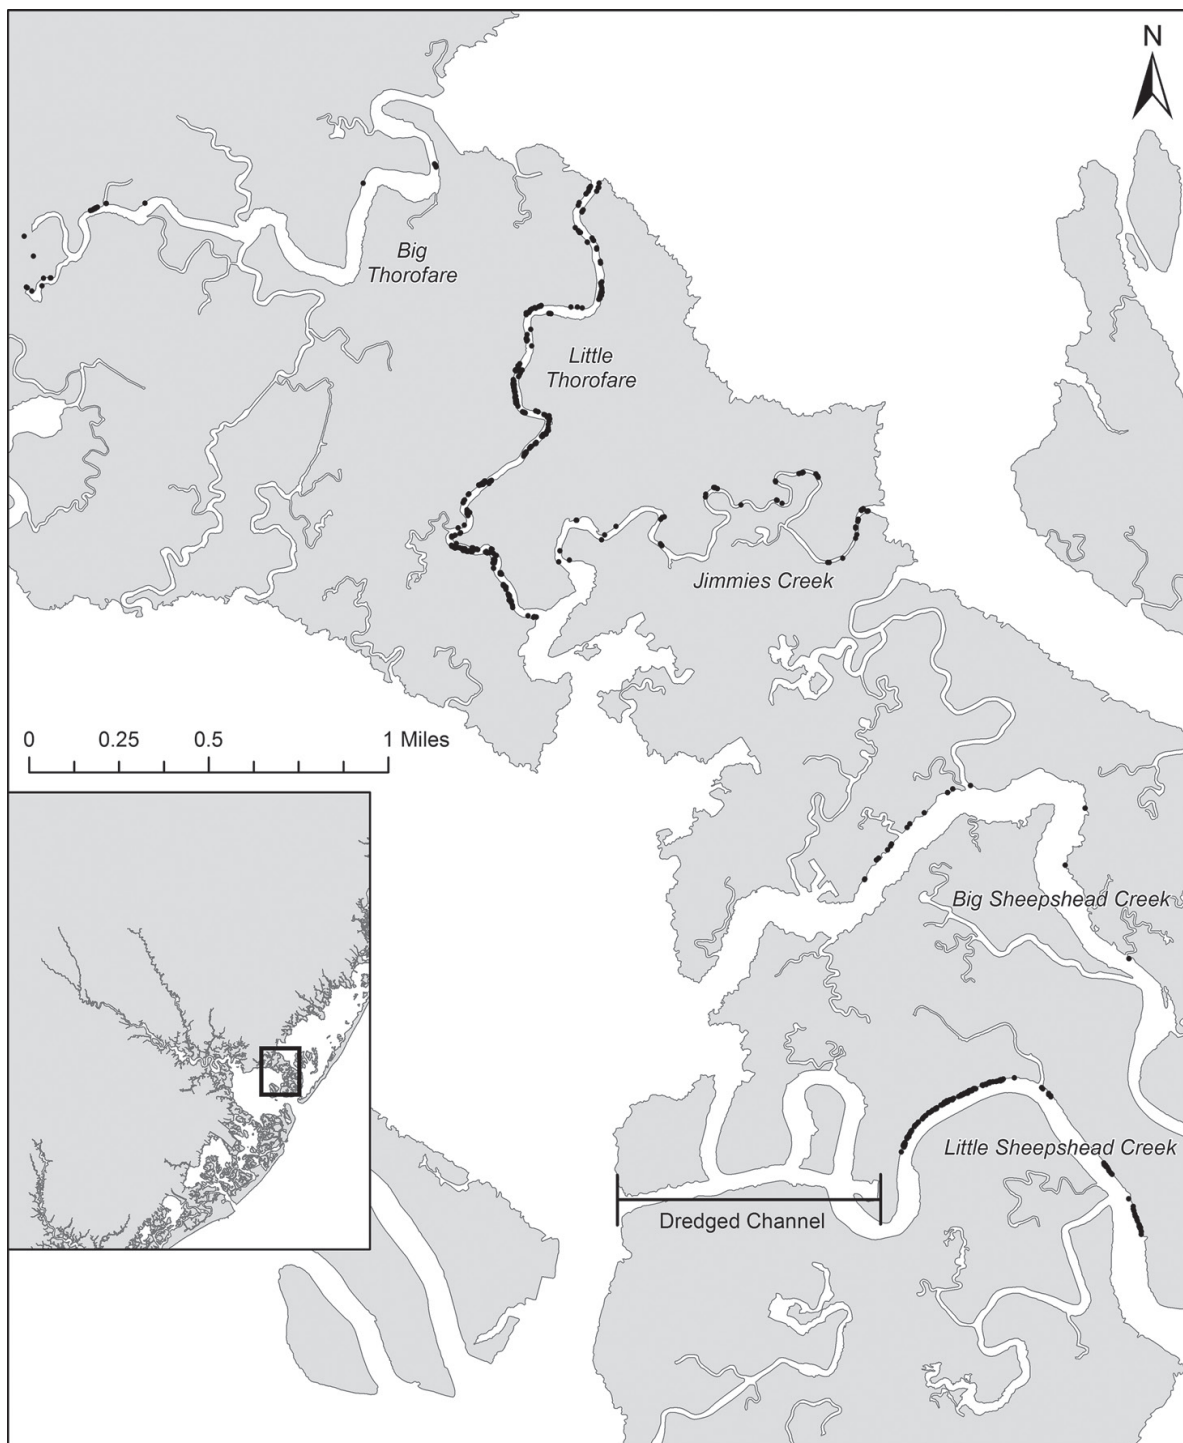 N
Big
Thorofare
Little
Thorofare
Jimmies Creek
0 0.25 0.5 1 Miles
Big Sheepshead Creek
Little Sheepshead Creek
Dredged Channel